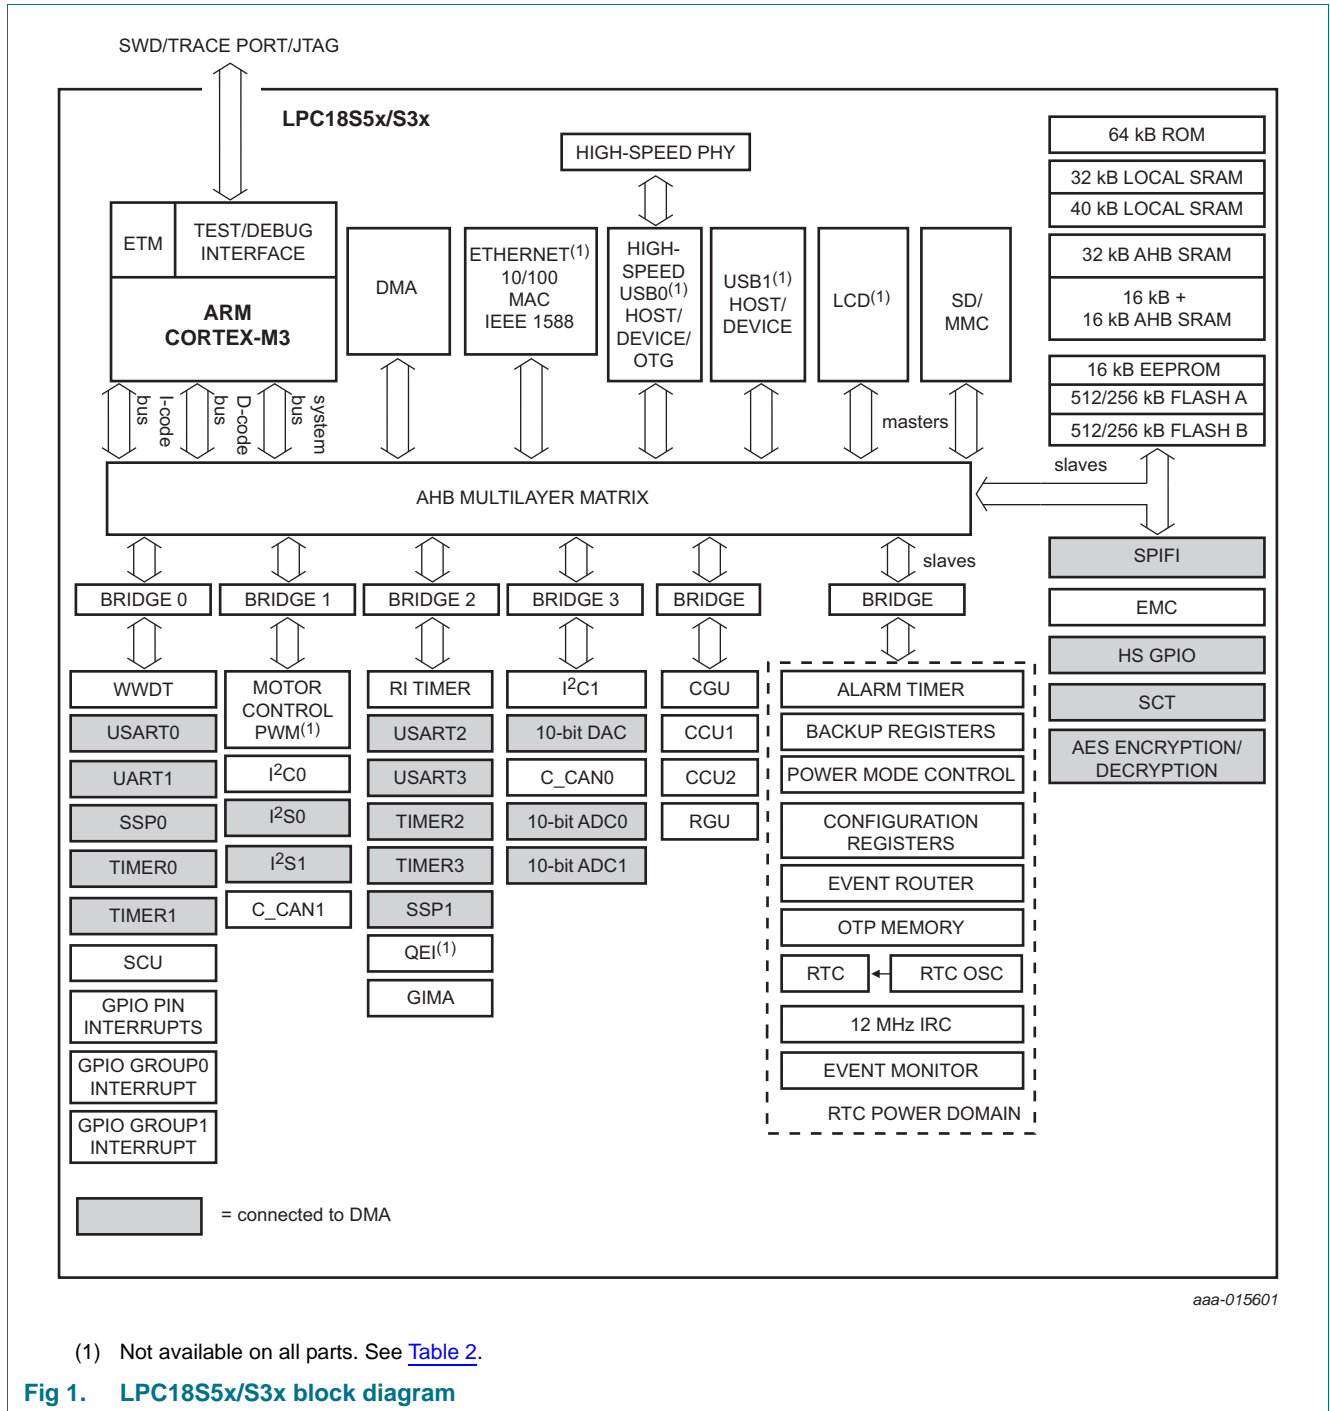 SWD/TRACE PORT/JTAG
LPC18S5x/S3x
HIGH-SPEED PHY
ETM
TEST/DEBUG
INTERFACE
ARM
CORTEX-M3
DMA
ETHERNET(1)
10/100
MAC
IEEE 1588
HIGH-
SPEED
USB0(1)
HOST/
DEVICE/
OTG
USB1(1)
HOST/
DEVICE
LCD(1)
SD/
MMC
64 kB ROM
32 kB LOCAL SRAM
40 kB LOCAL SRAM
32 kB AHB SRAM
16 kB +
16 kB AHB SRAM
16 kB EEPROM
512/256 kB FLASH A
512/256 kB FLASH B
I-code
bus
D-code
bus
system
bus
masters
slaves
AHB MULTILAYER MATRIX
slaves
BRIDGE 0
BRIDGE 1
BRIDGE 2
BRIDGE 3
BRIDGE
BRIDGE
WWDT
USART0
UART1
SSP0
TIMER0
TIMER1
SCU
GPIO PIN
INTERRUPTS
GPIO GROUP0
INTERRUPT
GPIO GROUP1
INTERRUPT
MOTOR
CONTROL
PWM(1)
I2C0
I2S0
I2S1
C_CAN1
RI TIMER
USART2
USART3
TIMER2
TIMER3
SSP1
QEI(1)
GIMA
I2C1
10-bit DAC
C_CAN0
10-bit ADC0
10-bit ADC1
CGU
CCU1
CCU2
RGU
ALARM TIMER
BACKUP REGISTERS
POWER MODE CONTROL
CONFIGURATION
REGISTERS
EVENT ROUTER
OTP MEMORY
RTC
RTC OSC
12 MHz IRC
EVENT MONITOR
RTC POWER DOMAIN
SPIFI
EMC
HS GPIO
SCT
AES ENCRYPTION/
DECRYPTION
= connected to DMA
aaa-015601
(1) Not available on all parts. See Table 2.
Fig 1. LPC18S5x/S3x block diagram